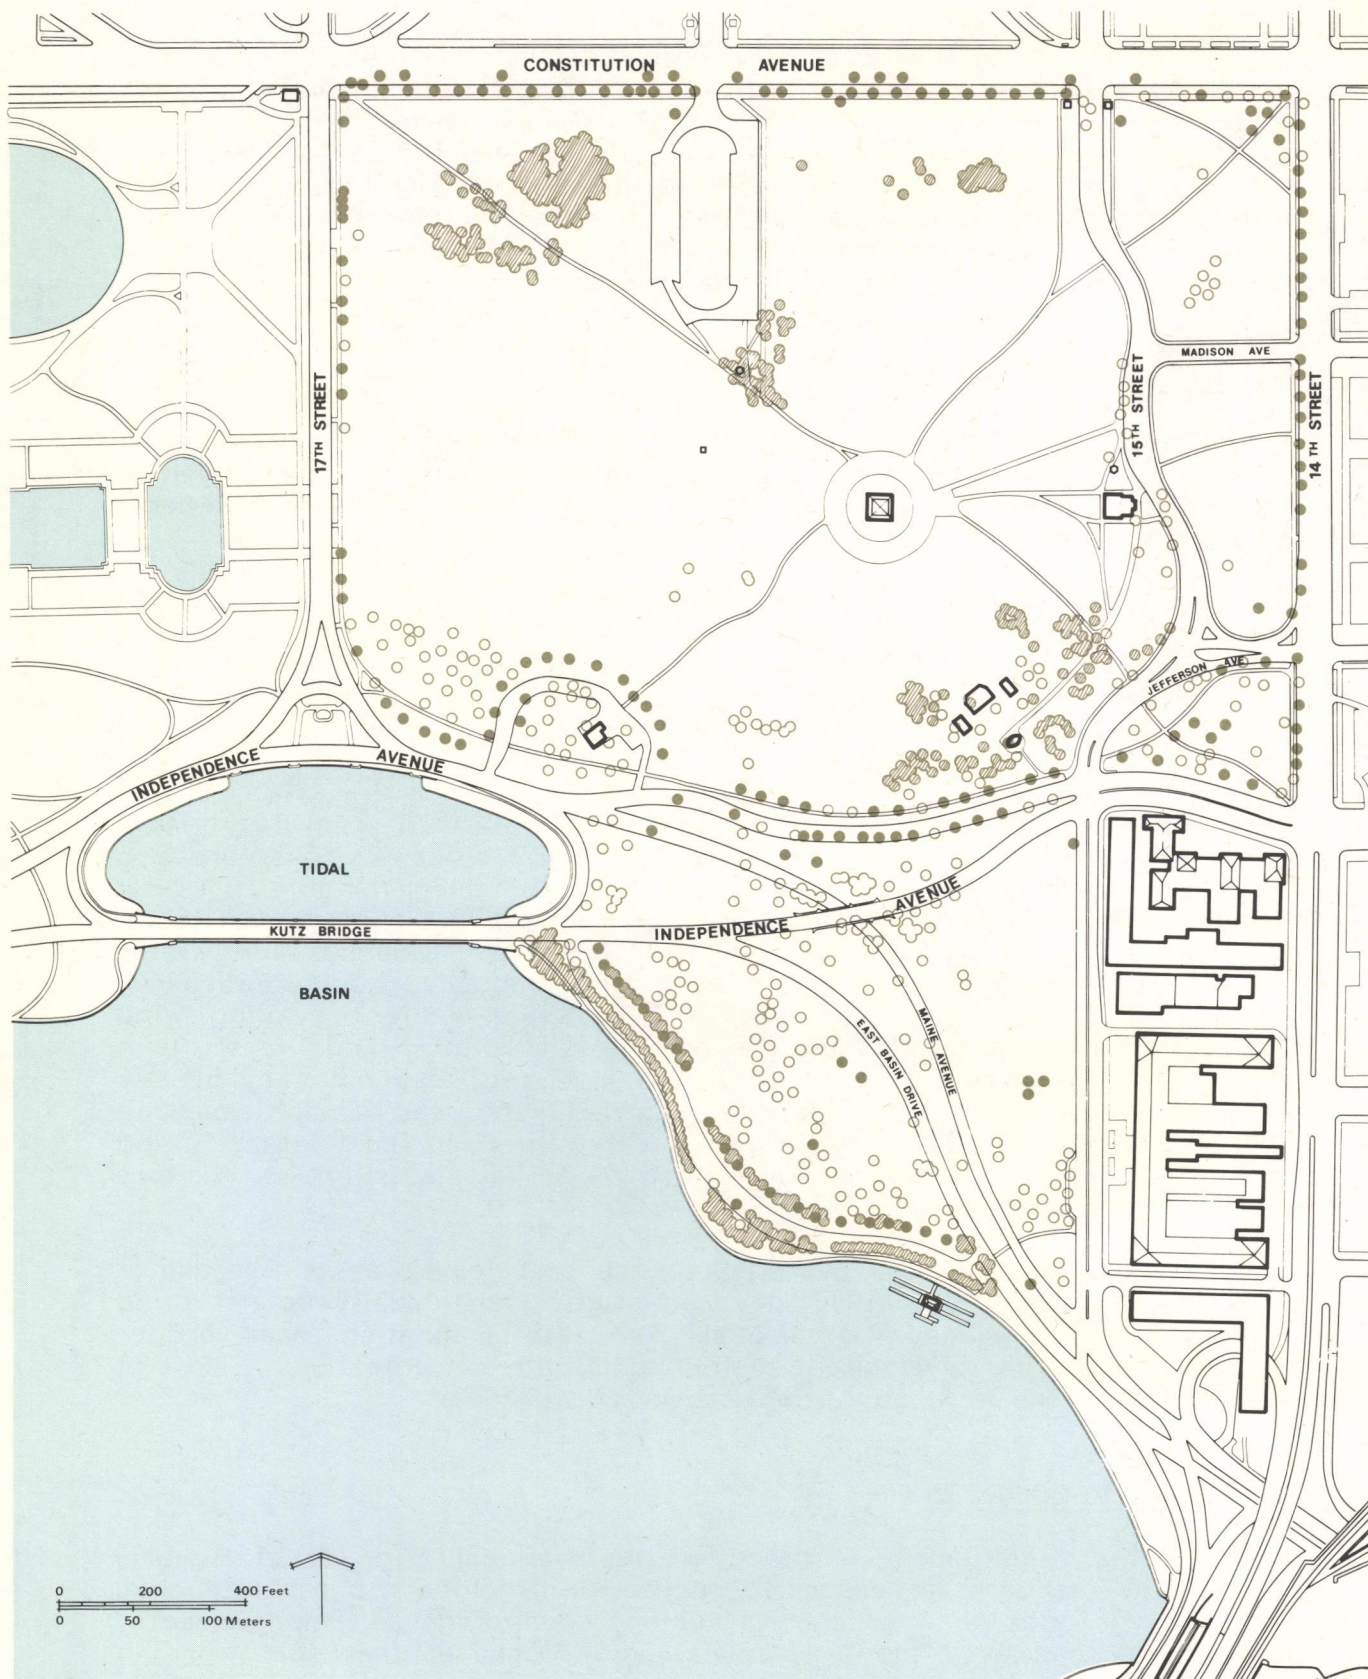 CONSTITUTION AVENUE
MADISON AVE
17TH STREET
15TH STREET
14TH STREET
JEFFERSON AVE
INDEPENDENCE AVENUE
TIDAL
KUTZ BRIDGE
BASIN
INDEPENDENCE AVENUE
EAST BASIN DRIVE
MAINE AVENUE
0 200 400 Feet
0 50 100 Meters